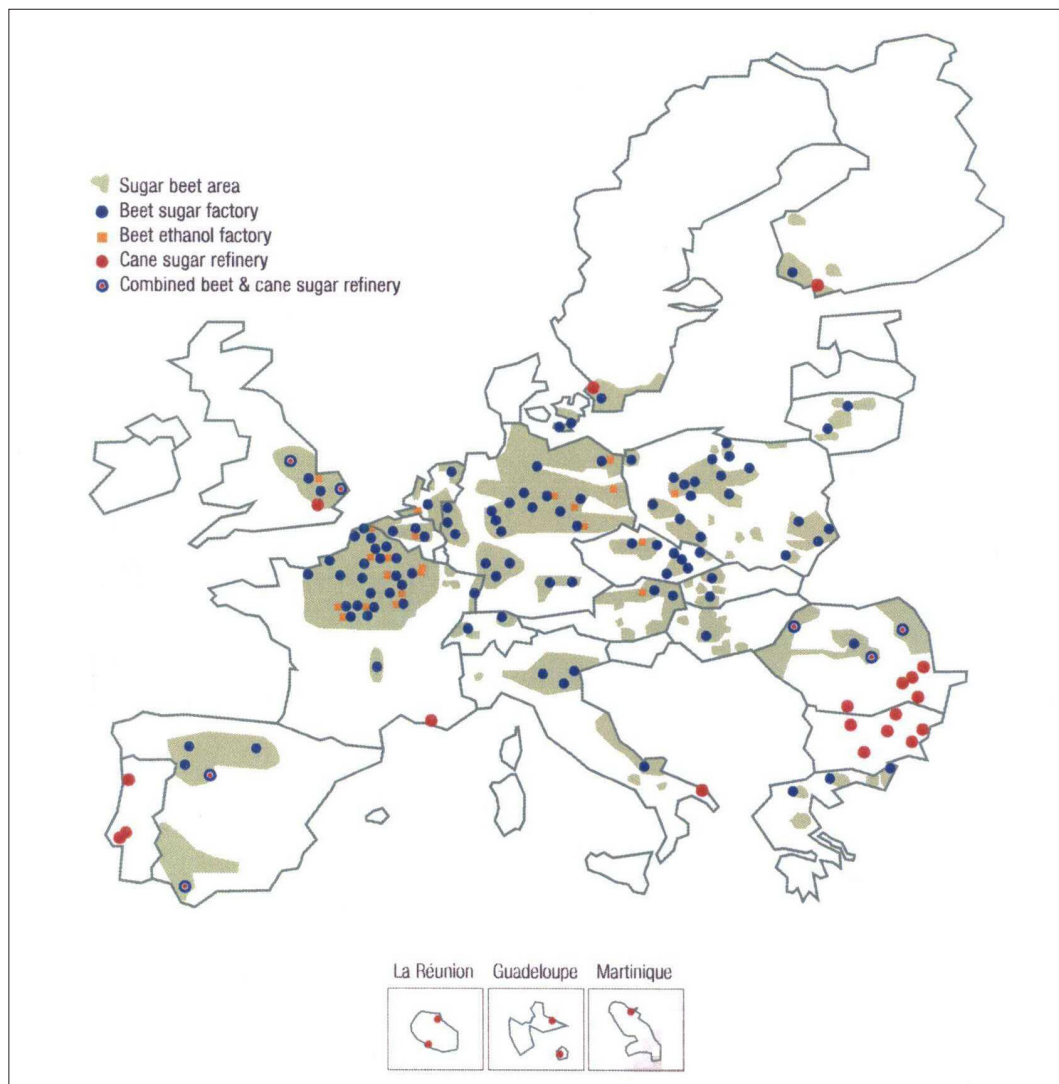 Sugar beet area
Beet sugar factory
Beet ethanol factory
Cane sugar refinery
Combined beet & cane sugar refinery
La Réunion Guadeloupe Martinique